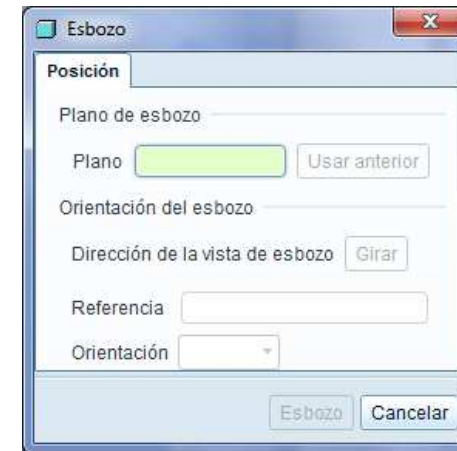 Esbozo
Posición
Plano de esbozo
Plano Usar anterior
Orientación del esbozo
Dirección de la vista de esbozo Girar
Referencia
Orientación
Esbozo Cancelar